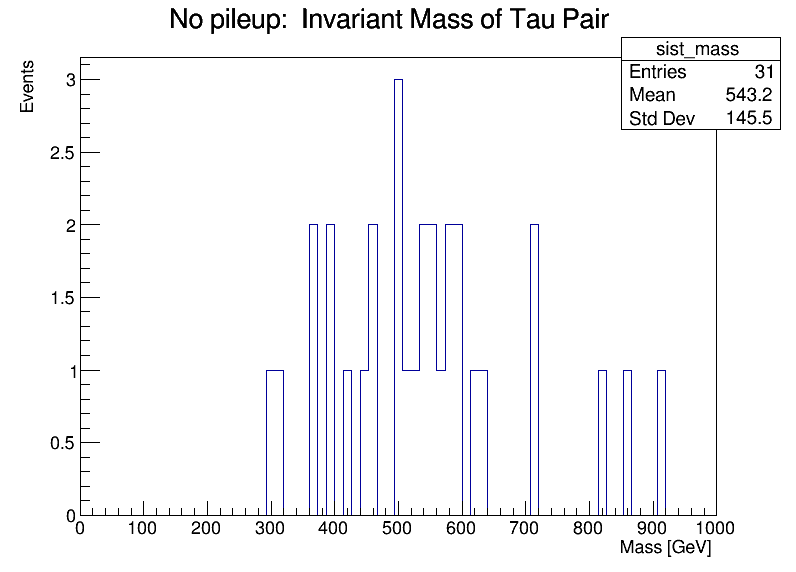 No pileup:  Invariant Mass of Tau Pair
sist_mass
Entries 31
Mean 543.2
Std Dev 145.5
Events
3
2.5
2
1.5
1
0.5
0
0 100 200 300 400 500 600 700 800 900 1000
Mass [GeV]